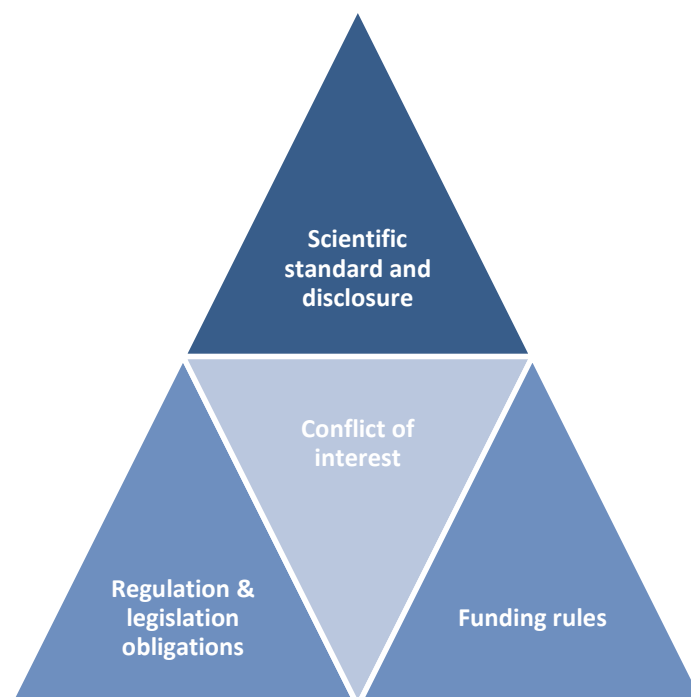 Scientific
standard and
disclosure
Conflict of
interest
Regulation &
legislation
obligations
Funding rules